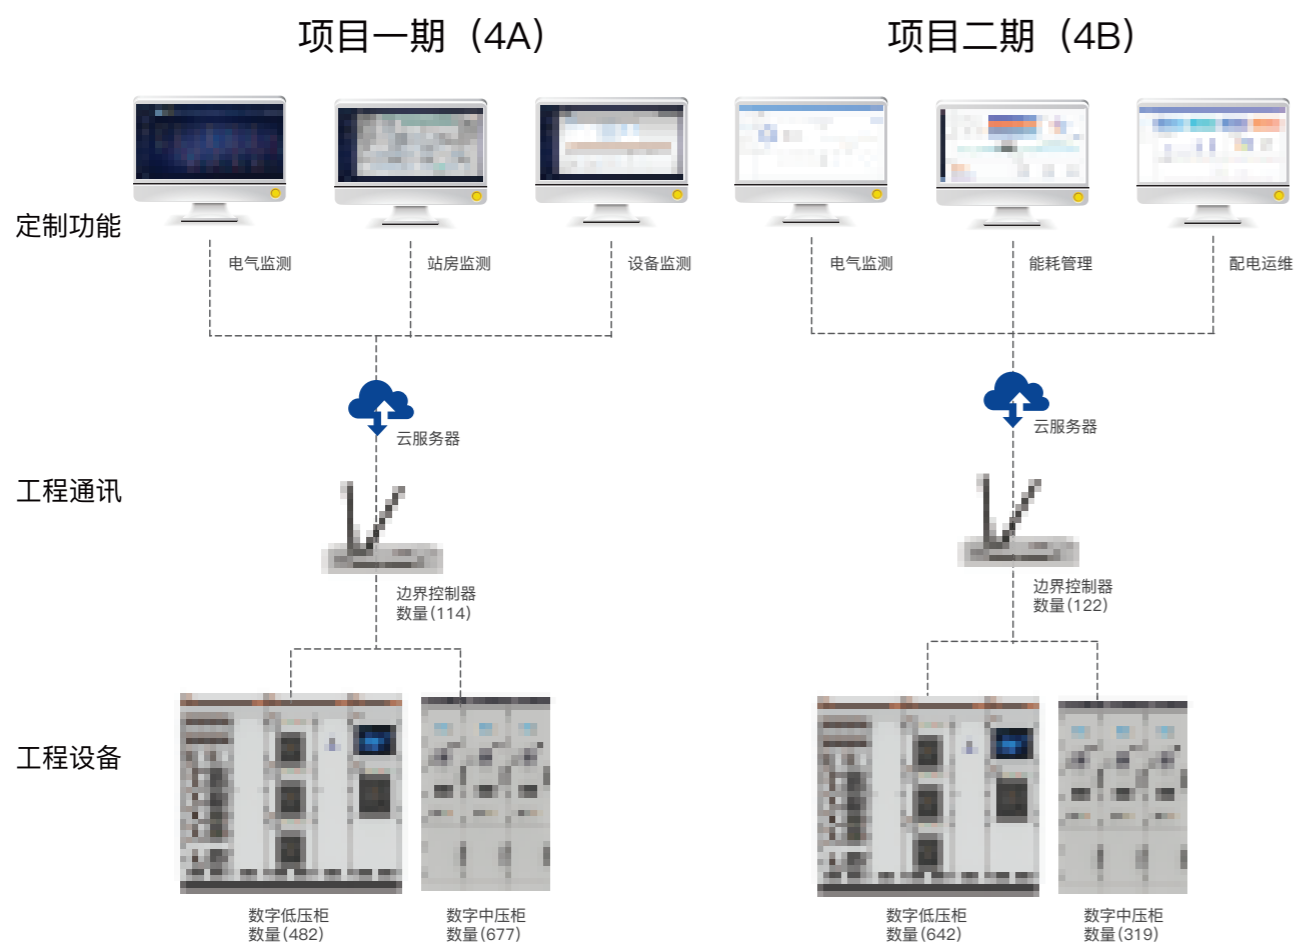 项目一期（4A）
项目二期（4B）
定制功能
电气监测
站房监测
设备监测
电气监测
能耗管理
配电运维
云服务器
云服务器
工程通讯
边界控制器
数量(114)
边界控制器
数量(122)
工程设备
数字低压柜
数量(482)
数字中压柜
数量(677)
数字低压柜
数量(642)
数字中压柜
数量(319)